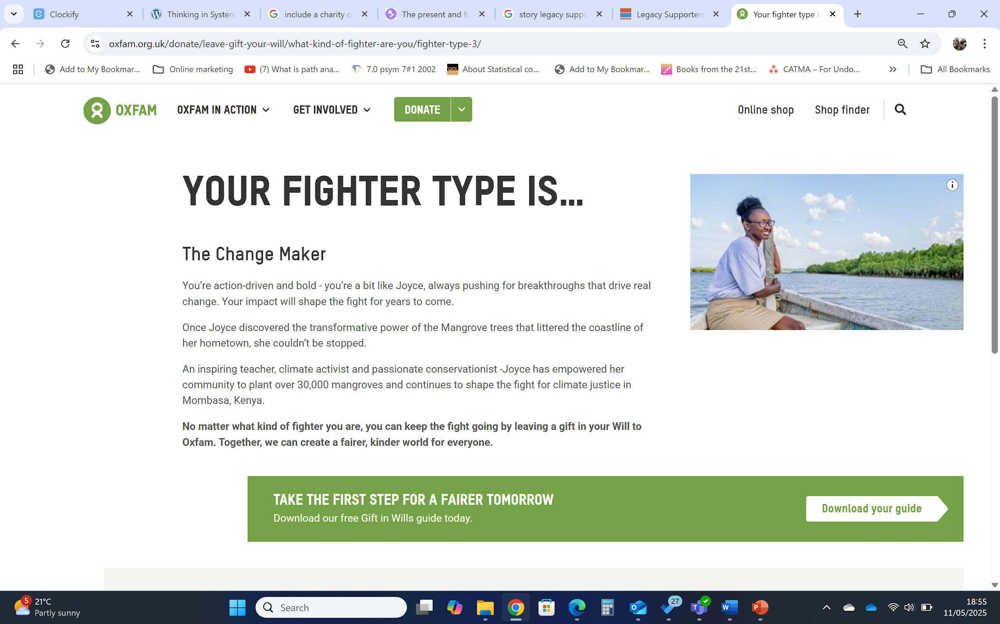 Clockify
Thinking in System
include a charity c
The present and fu
story legacy suppo
Legacy Supporters
Your fighter type is
oxfam.org.uk/donate/leave-gift-your-will/what-kind-of-fighter-are-you/fighter-type-3/
Add to My Bookmar...
Online marketing
(7) What is path ana...
7.0 psym 7#1 2002
About Statistical co...
Add to My Bookmar...
Books from the 21st...
CATMA – For Undo...
All Bookmarks
OXFAM
OXFAM IN ACTION
GET INVOLVED
DONATE
Online shop
Shop finder
YOUR FIGHTER TYPE IS...
The Change Maker
You’re action-driven and bold - you’re a bit like Joyce, always pushing for breakthroughs that drive real
change. Your impact will shape the fight for years to come.
Once Joyce discovered the transformative power of the Mangrove trees that littered the coastline of
her hometown, she couldn’t be stopped.
An inspiring teacher, climate activist and passionate conservationist -Joyce has empowered her
community to plant over 30,000 mangroves and continues to shape the fight for climate justice in
Mombasa, Kenya.
No matter what kind of fighter you are, you can keep the fight going by leaving a gift in your Will to
Oxfam. Together, we can create a fairer, kinder world for everyone.
TAKE THE FIRST STEP FOR A FAIRER TOMORROW
Download our free Gift in Wills guide today.
Download your guide
5
21°C
Partly sunny
Search
27
18:55
11/05/2025